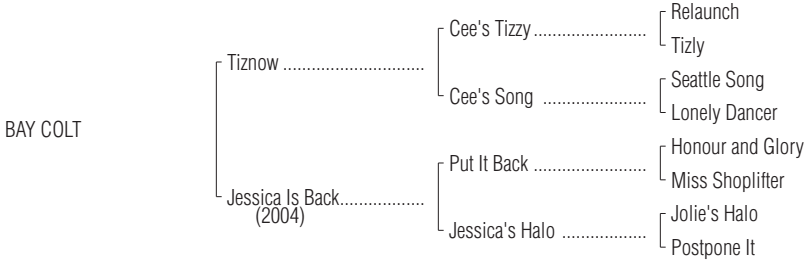 Relaunch
Cee's Tizzy ........................
Tizly
Tiznow ..............................
Seattle Song
Cee's Song ......................
Lonely Dancer
BAY COLT
Honour and Glory
Put It Back ........................
Miss Shoplifter
Jessica Is Back..................
(2004)
Jolie's Halo
Jessica's Halo ..................
Postpone It